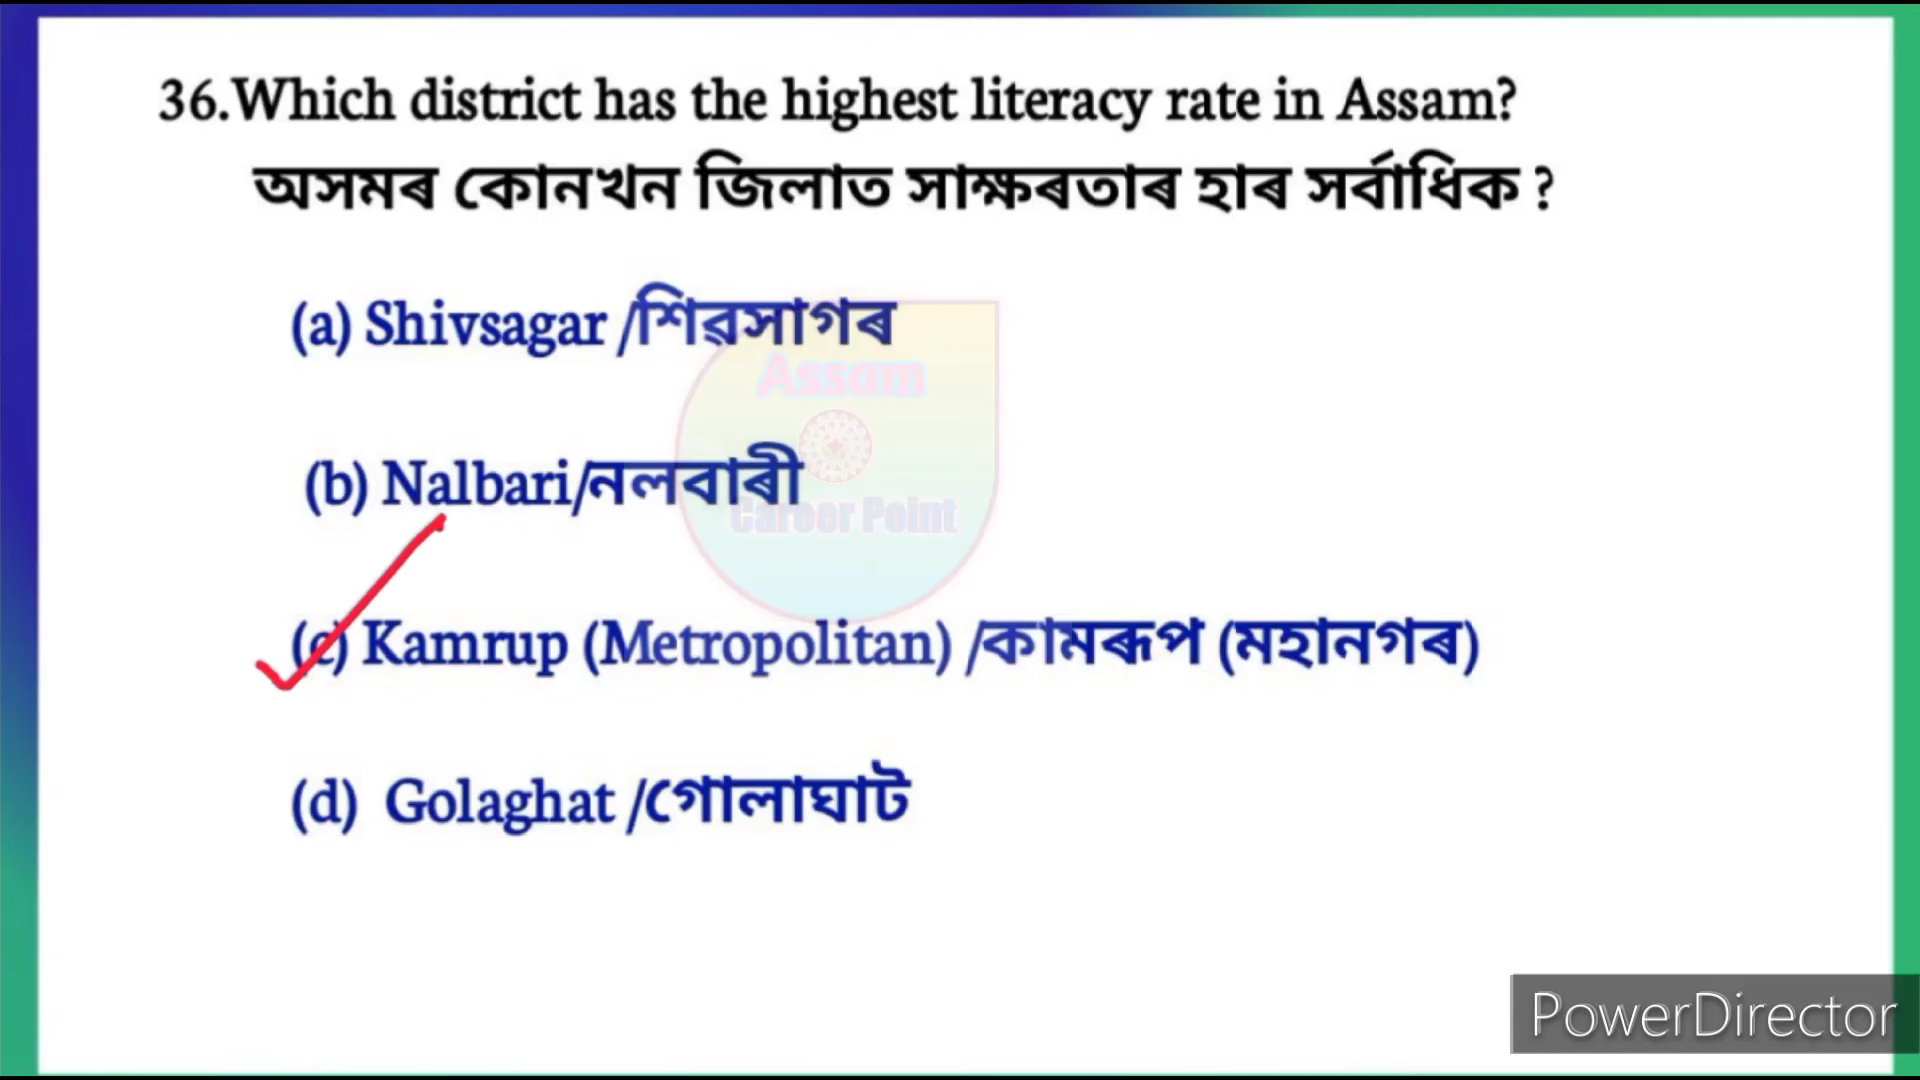 36.Which district has the highest literacy rate in Assam?
অসমৰ কোনখন জিলাত সাক্ষৰতাৰ হাৰ সৰ্বাধিক ?
(a) Shivsagar /শিৱসাগৰ
Assam
(b) Nalbari/নলবাৰী
Career Point
(c) Kamrup (Metropolitan) /কামৰূপ (মহানগৰ)
(d) Golaghat /গোলাঘাট
PowerDirector